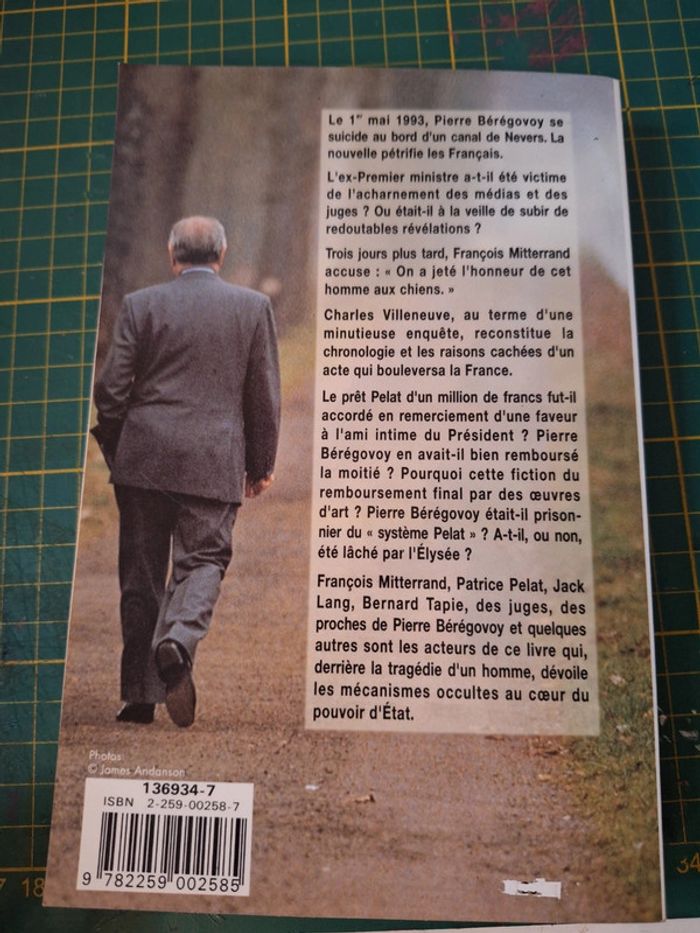 Le 1er mai 1993, Pierre Bérégovoy se
suicide au bord d'un canal de Nevers. La
nouvelle pétrifie les Français.
L'ex-Premier ministre a-t-il été victime
de l'acharnement des médias et des
juges ? Ou était-il à la veille de subir de
redoutables révélations ?
Trois jours plus tard, François Mitterrand
accuse : « On a jeté l'honneur de cet
homme aux chiens. »
Charles Villeneuve, au terme d'une
minutieuse enquête, reconstitue la
chronologie et les raisons cachées d'un
acte qui bouleversa la France.
Le prêt Pelat d'un million de francs fut-il
accordé en remerciement d'une faveur
à l'ami intime du Président ? Pierre
Bérégovoy en avait-il bien remboursé
la moitié ? Pourquoi cette fiction du
remboursement final par des œuvres
d'art ? Pierre Bérégovoy était-il prison-
nier du « système Pelat » ? A-t-il, ou non,
été lâché par l'Élysée ?
François Mitterrand, Patrice Pelat, Jack
Lang, Bernard Tapie, des juges, des
proches de Pierre Bérégovoy et quelques
autres sont les acteurs de ce livre qui,
derrière la tragédie d'un homme, dévoile
les mécanismes occultes au cœur du
pouvoir d'État.
Photos:
© James Andanson
136934-7
ISBN 2-259-00258-7
9 782259 002585
18
34